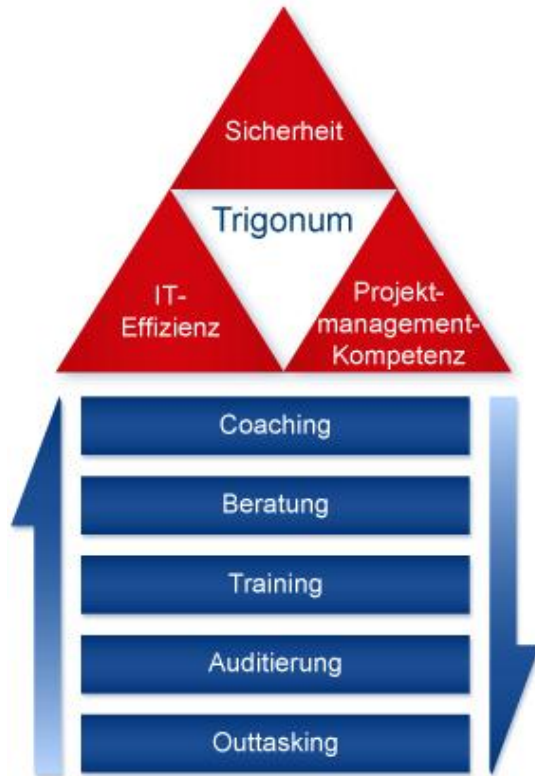 Sicherheit
Trigonum
IT-
Effizienz
Projekt-
management-
Kompetenz
Coaching
Beratung
Training
Auditierung
Outtasking